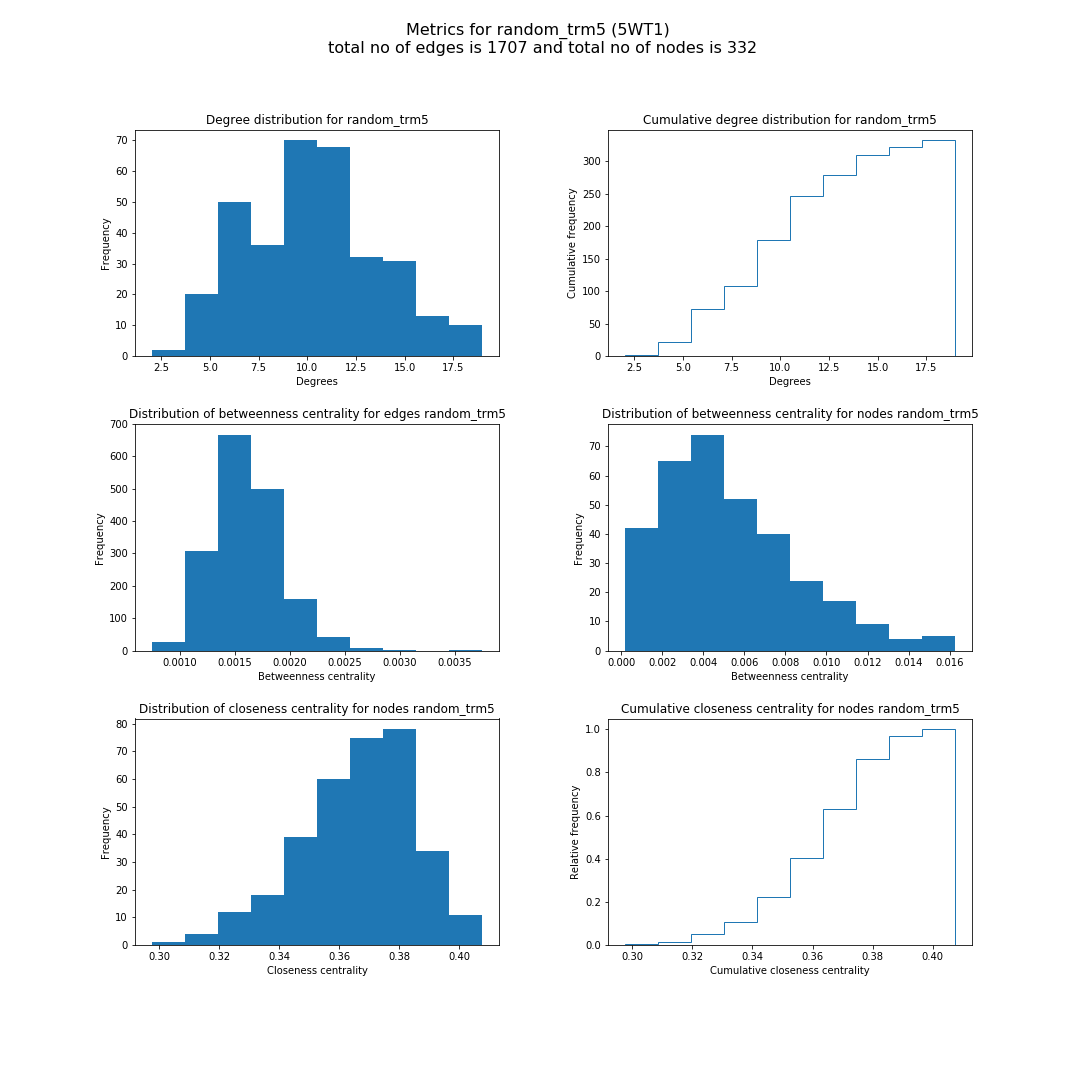 Metrics for random_trm5 (5WT1)
total no of edges is 1707 and total no of nodes is 332
Degree distribution for random_trm5
70
60
50
40
30
20
10
0
Frequency
2.5 5.0 7.5 10.0 12.5 15.0 17.5
Degrees
Cumulative degree distribution for random_trm5
300
250
200
150
100
50
0
Cumulative frequency
2.5 5.0 7.5 10.0 12.5 15.0 17.5
Degrees
Distribution of betweenness centrality for edges random_trm5
700
600
500
400
300
200
100
0
Frequency
0.0010 0.0015 0.0020 0.0025 0.0030 0.0035
Betweenness centrality
Distribution of betweenness centrality for nodes random_trm5
70
60
50
40
30
20
10
0
Frequency
0.000 0.002 0.004 0.006 0.008 0.010 0.012 0.014 0.016
Betweenness centrality
Distribution of closeness centrality for nodes random_trm5
80
70
60
50
40
30
20
10
0
Frequency
0.30 0.32 0.34 0.36 0.38 0.40
Closeness centrality
Cumulative closeness centrality for nodes random_trm5
1.0
0.8
0.6
0.4
0.2
0.0
Relative frequency
0.30 0.32 0.34 0.36 0.38 0.40
Cumulative closeness centrality